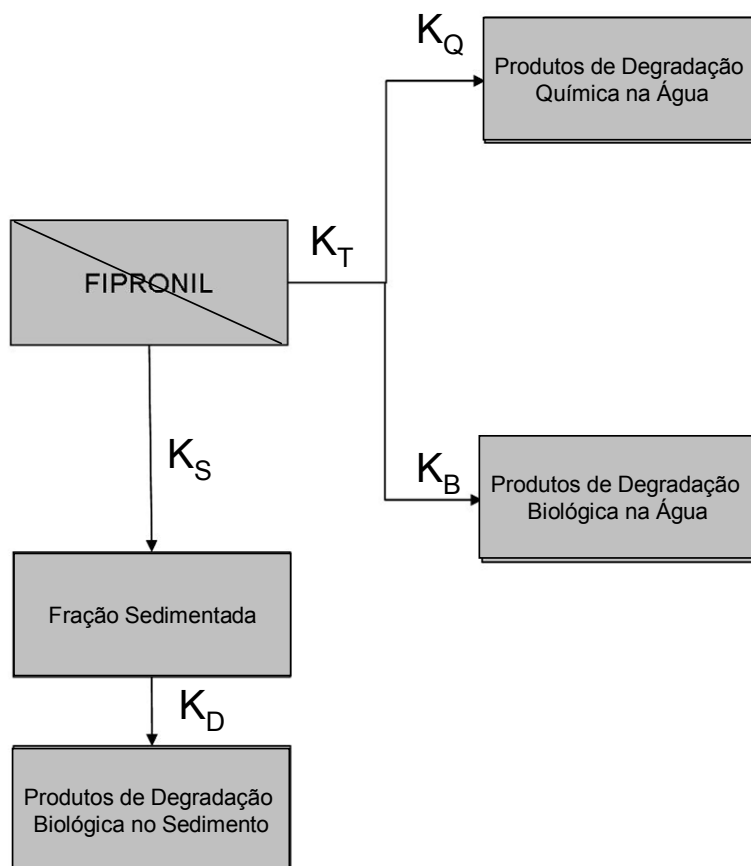 K_Q
Produtos de Degradação
Química na Água
K_T
FIPRONIL
K_S
K_B
Produtos de Degradação
Biológica na Água
Fração Sedimentada
K_D
Produtos de Degradação
Biológica no Sedimento